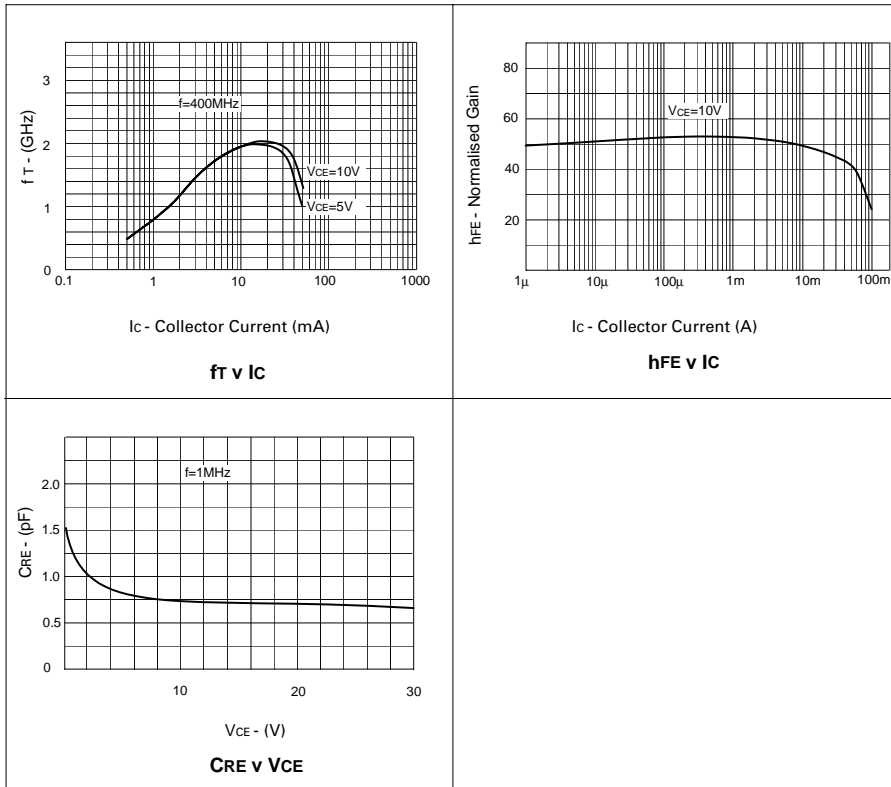 3
2
1
0
f T - (GHz)
f=400MHz
VCE=10V
VCE=5V
0.1 1 10 100 1000
IC - Collector Current (mA)
fT v IC
80
60
40
20
hFE - Normalised Gain
VCE=10V
1µ 10µ 100µ 1m 10m 100m
IC - Collector Current (A)
hFE v IC
2.0
1.5
1.0
0.5
0
CRE - (pF)
f=1MHz
10 20 30
VCE - (V)
CRE v VCE